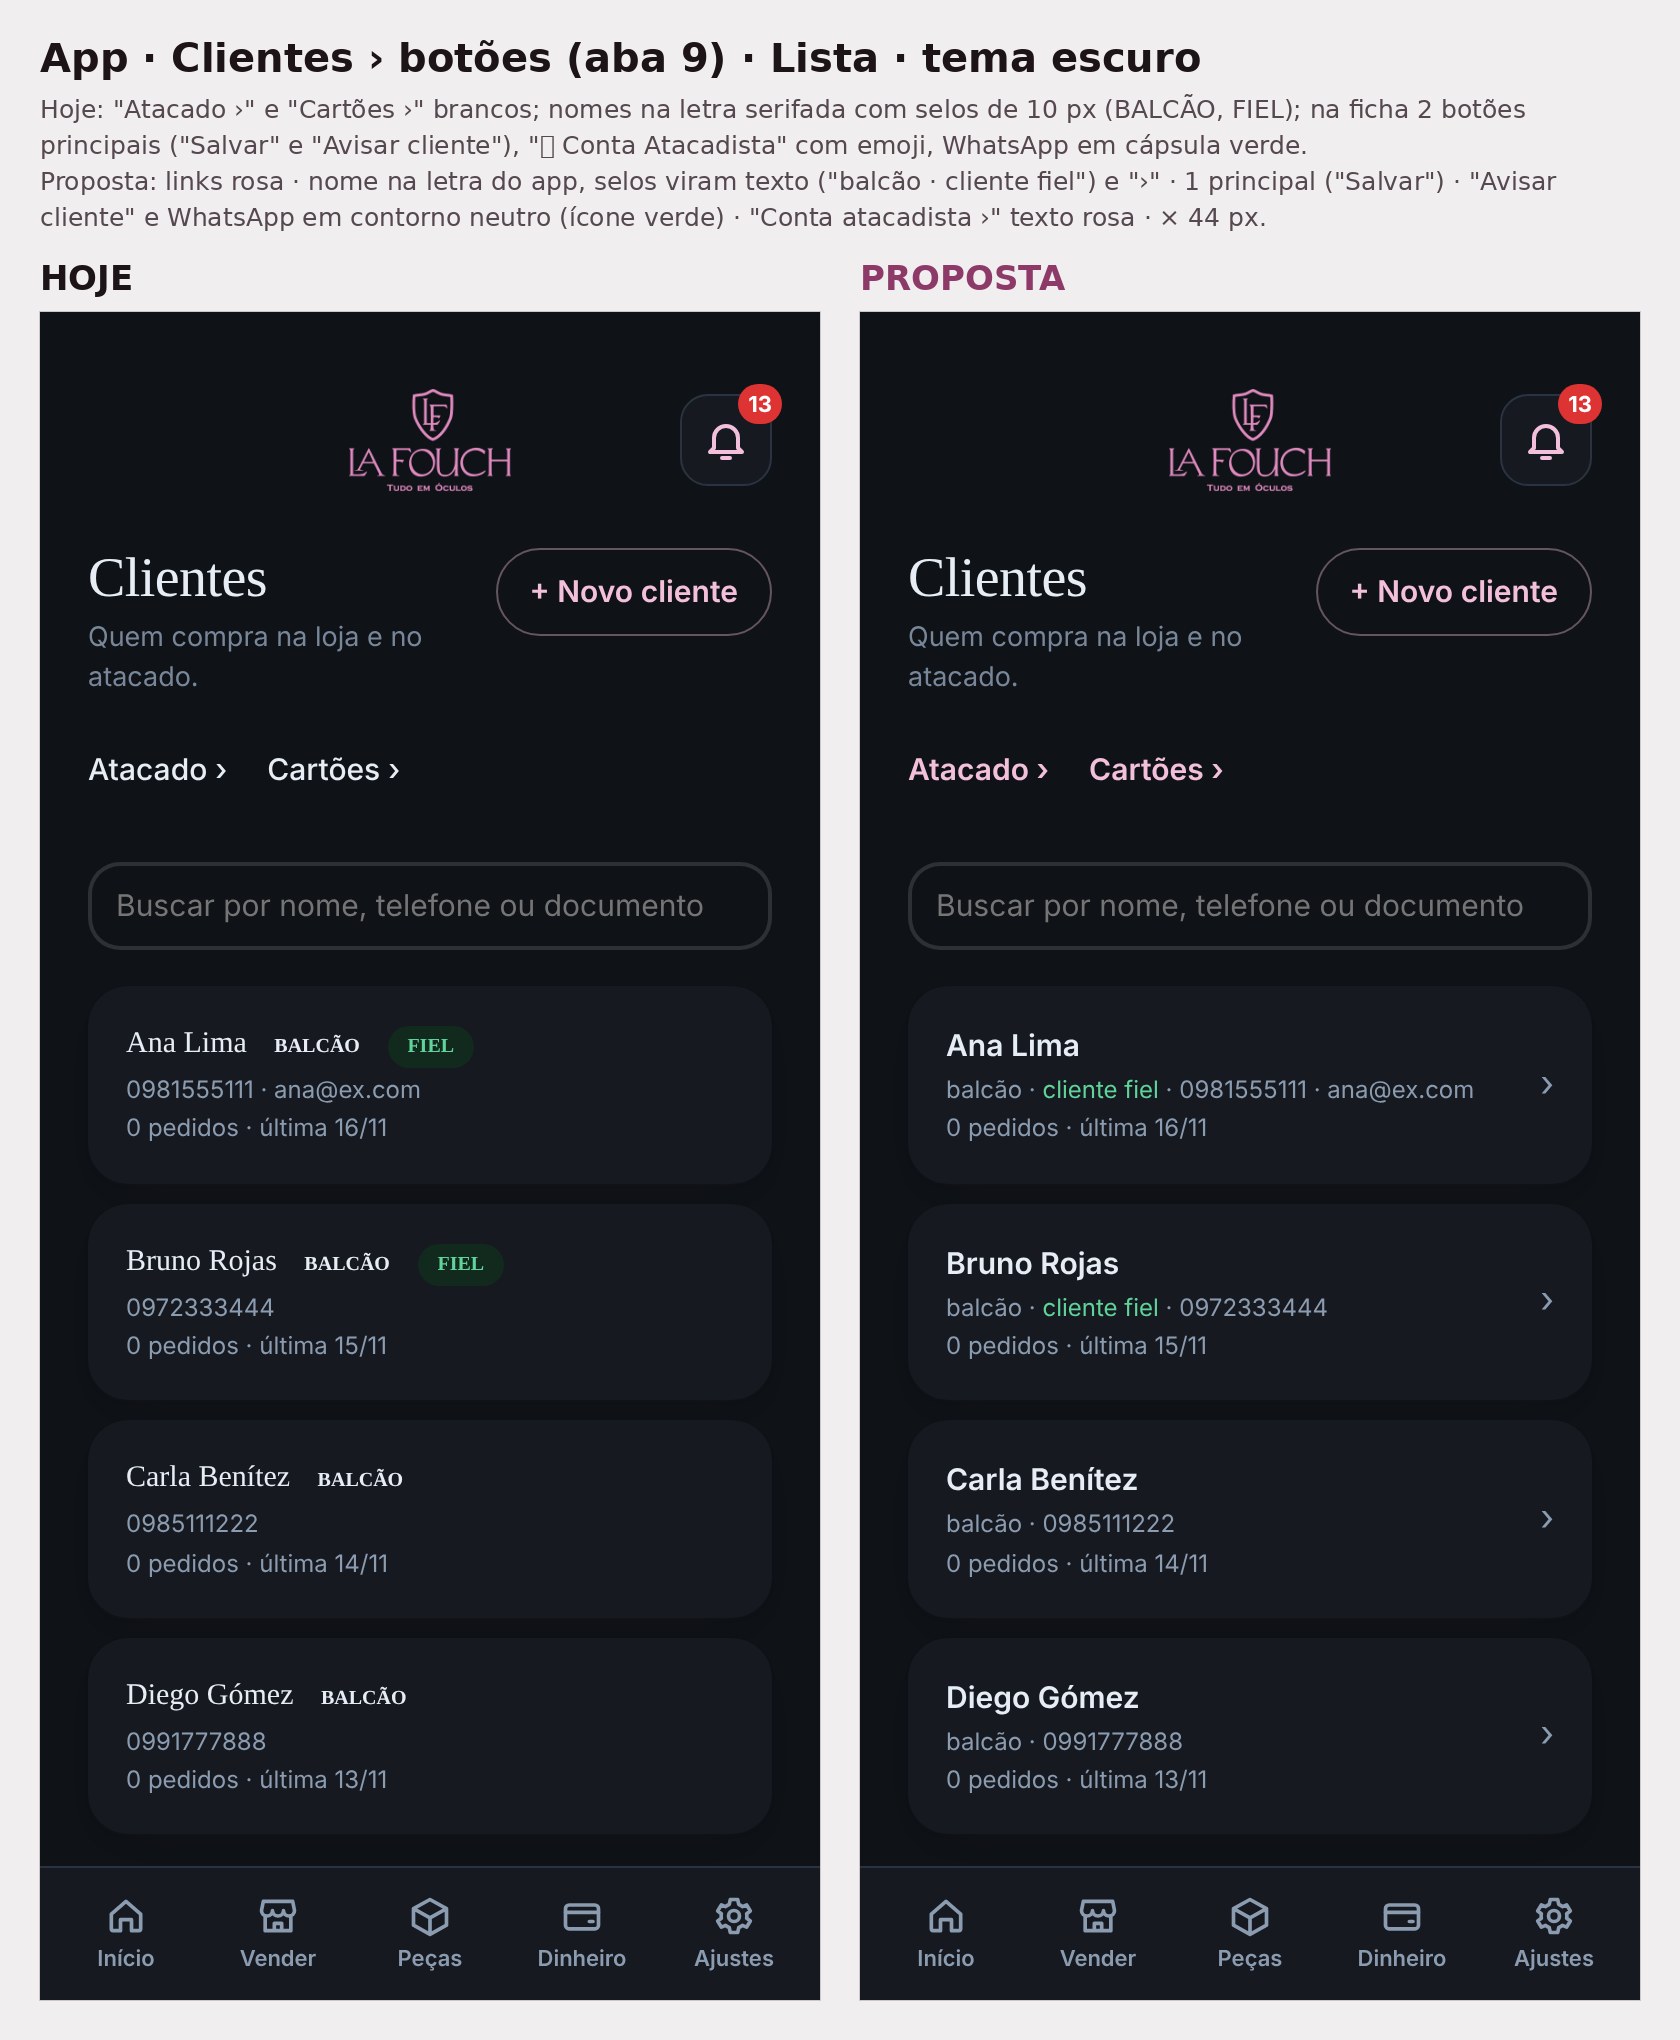 App · Clientes › botões (aba 9) · Lista · tema escuro
Hoje: "Atacado ›" e "Cartões ›" brancos; nomes na letra serifada com selos de 10 px (BALCÃO, FIEL); na ficha 2 botões
principais ("Salvar" e "Avisar cliente"), "▯ Conta Atacadista" com emoji, WhatsApp em cápsula verde.
Proposta: links rosa · nome na letra do app, selos viram texto ("balcão · cliente fiel") e "›" · 1 principal ("Salvar") · "Avisar
cliente" e WhatsApp em contorno neutro (ícone verde) · "Conta atacadista ›" texto rosa · × 44 px.
HOJE
LF
LA FOUCH
TUDO EM ÓCULOS
13
Clientes
+ Novo cliente
Quem compra na loja e no
atacado.
Atacado › Cartões ›
Buscar por nome, telefone ou documento
Ana Lima BALCÃO FIEL
0981555111 · ana@ex.com
0 pedidos · última 16/11
Bruno Rojas BALCÃO FIEL
0972333444
0 pedidos · última 15/11
Carla Benítez BALCÃO
0985111222
0 pedidos · última 14/11
Diego Gómez BALCÃO
0991777888
0 pedidos · última 13/11
Início Vender Peças Dinheiro Ajustes
PROPOSTA
LF
LA FOUCH
TUDO EM ÓCULOS
13
Clientes
+ Novo cliente
Quem compra na loja e no
atacado.
Atacado › Cartões ›
Buscar por nome, telefone ou documento
Ana Lima
balcão · cliente fiel · 0981555111 · ana@ex.com ›
0 pedidos · última 16/11
Bruno Rojas
balcão · cliente fiel · 0972333444 ›
0 pedidos · última 15/11
Carla Benítez
balcão · 0985111222 ›
0 pedidos · última 14/11
Diego Gómez
balcão · 0991777888 ›
0 pedidos · última 13/11
Início Vender Peças Dinheiro Ajustes